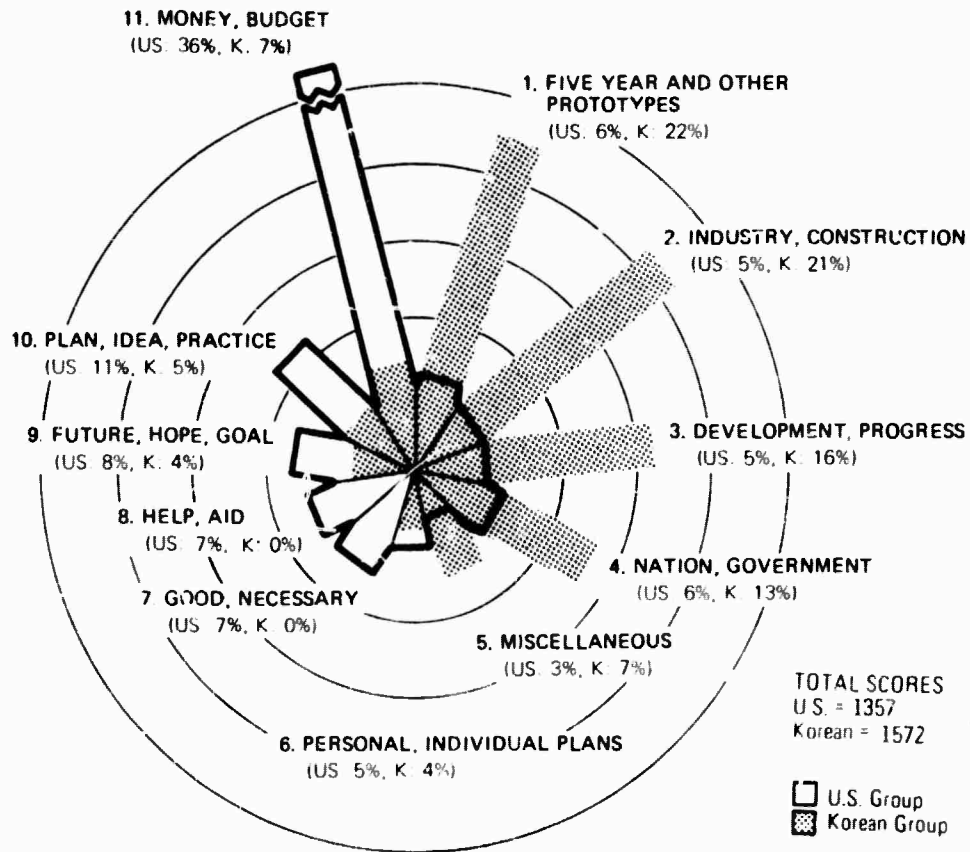 11. MONEY, BUDGET
(US. 36%, K. 7%)
1. FIVE YEAR AND OTHER
PROTOTYPES
(US. 6%, K: 22%)
2. INDUSTRY, CONSTRUCTION
(US. 5%, K. 21%)
3. DEVELOPMENT, PROGRESS
(US. 5%, K: 16%)
4. NATION, GOVERNMENT
(US. 6%, K. 13%)
5. MISCELLANEOUS
(US. 3%, K. 7%)
6. PERSONAL, INDIVIDUAL PLANS
(US. 5%, K. 4%)
7. GOOD, NECESSARY
(US 7%, K. 0%)
8. HELP, AID
(US. 7%, K: 0%)
9. FUTURE, HOPE, GOAL
(US: 8%, K: 4%)
10. PLAN, IDEA, PRACTICE
(US. 11%, K. 5%)
TOTAL SCORES
U.S. = 1357
Korean = 1572
U.S. Group
Korean Group